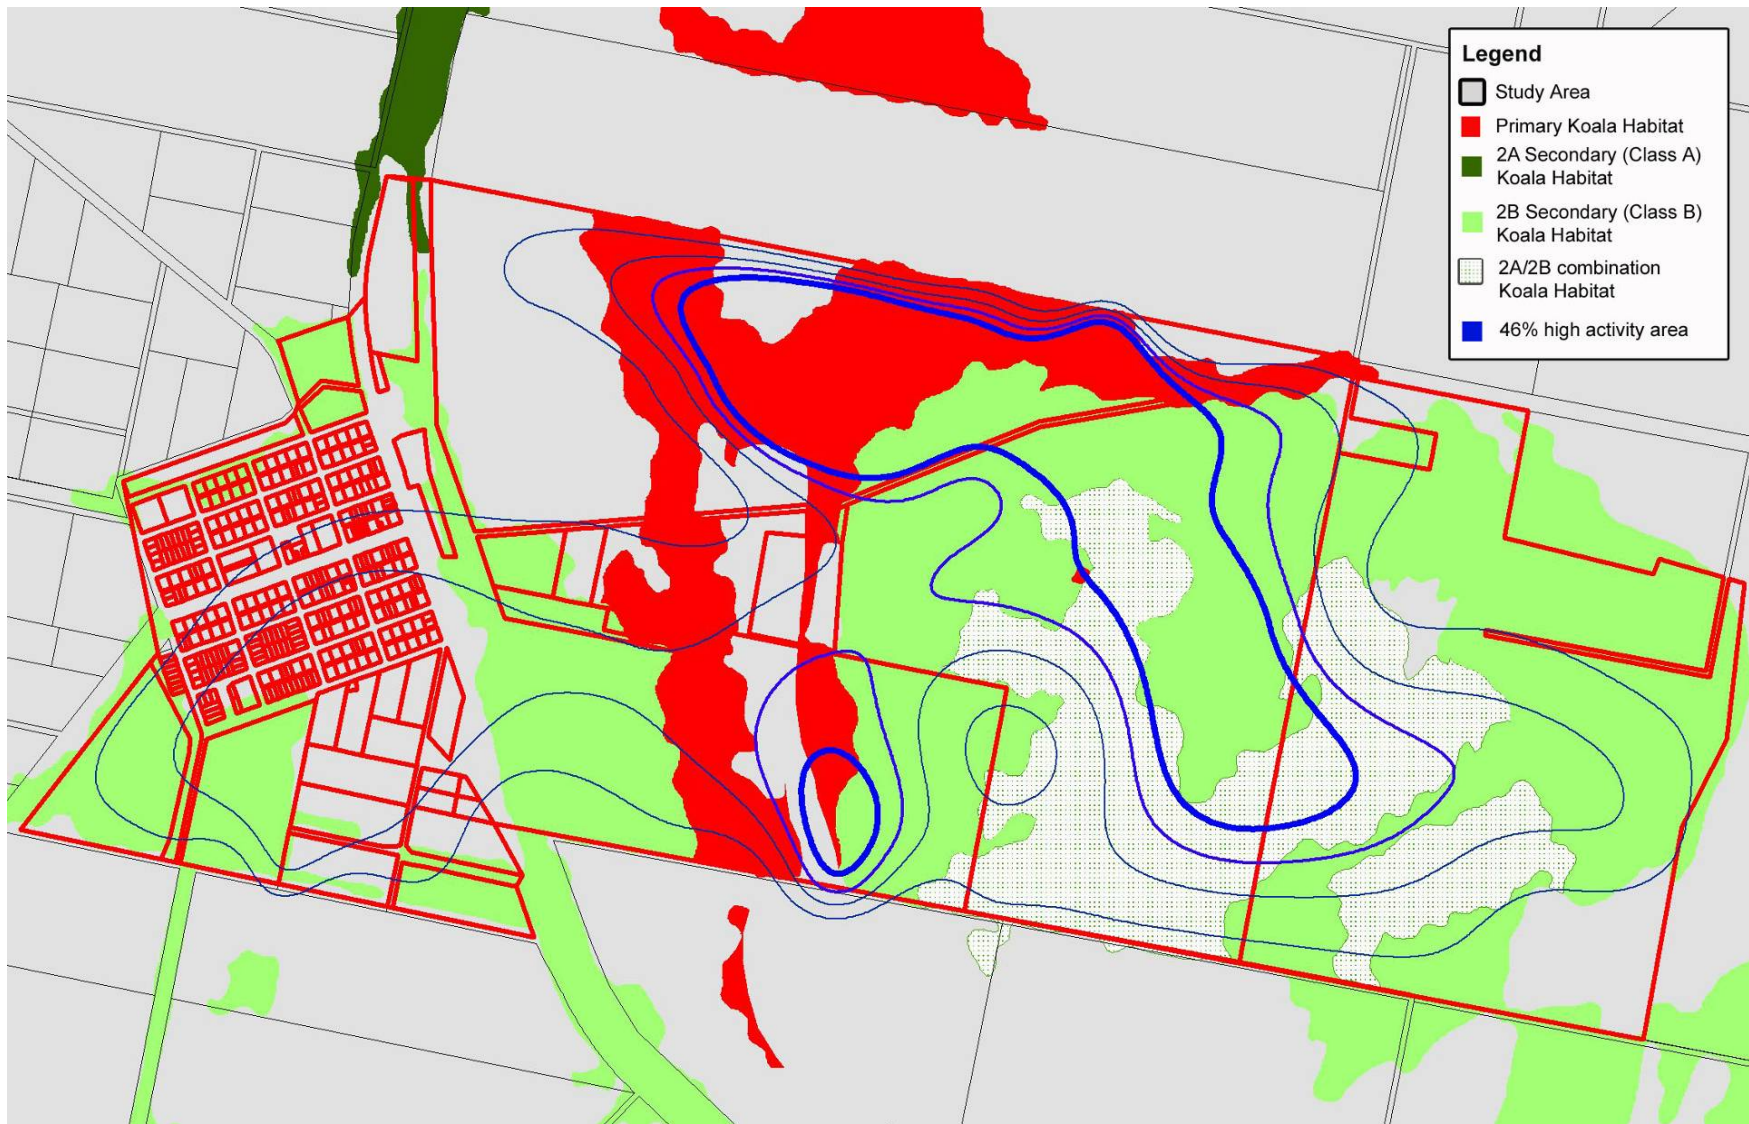 Legend
Study Area
Primary Koala Habitat
2A Secondary (Class A)
Koala Habitat
2B Secondary (Class B)
Koala Habitat
2A/2B combination
Koala Habitat
46% high activity area